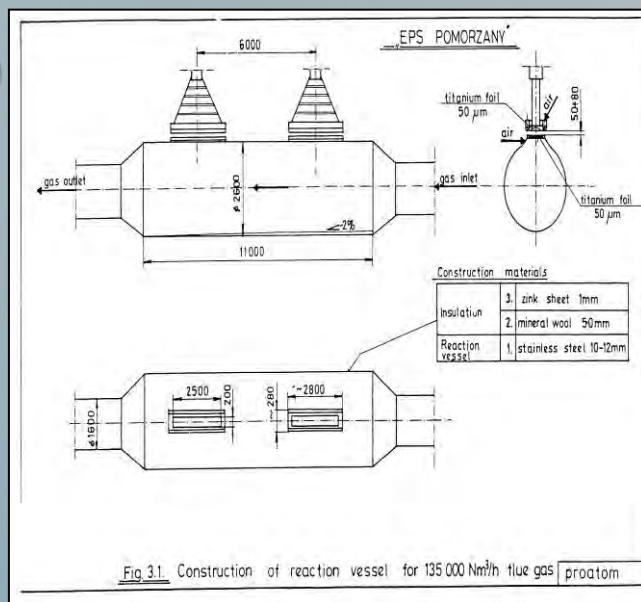 „EPS POMORZANY”
6000
titanium foil
50 µm
air
50÷80
air
gas outlet
ø2600
gas inlet
titanium foil
50 µm
~2%
11000
Construction materials
Insulation
3. zink sheet 1mm
2. mineral wool 50mm
Reaction vessel
1. stainless steel 10-12mm
2500
200
~280
~2800
ø1600
Fig. 3.1. Construction of reaction vessel for 135 000 Nm³/h flue gas
proatom